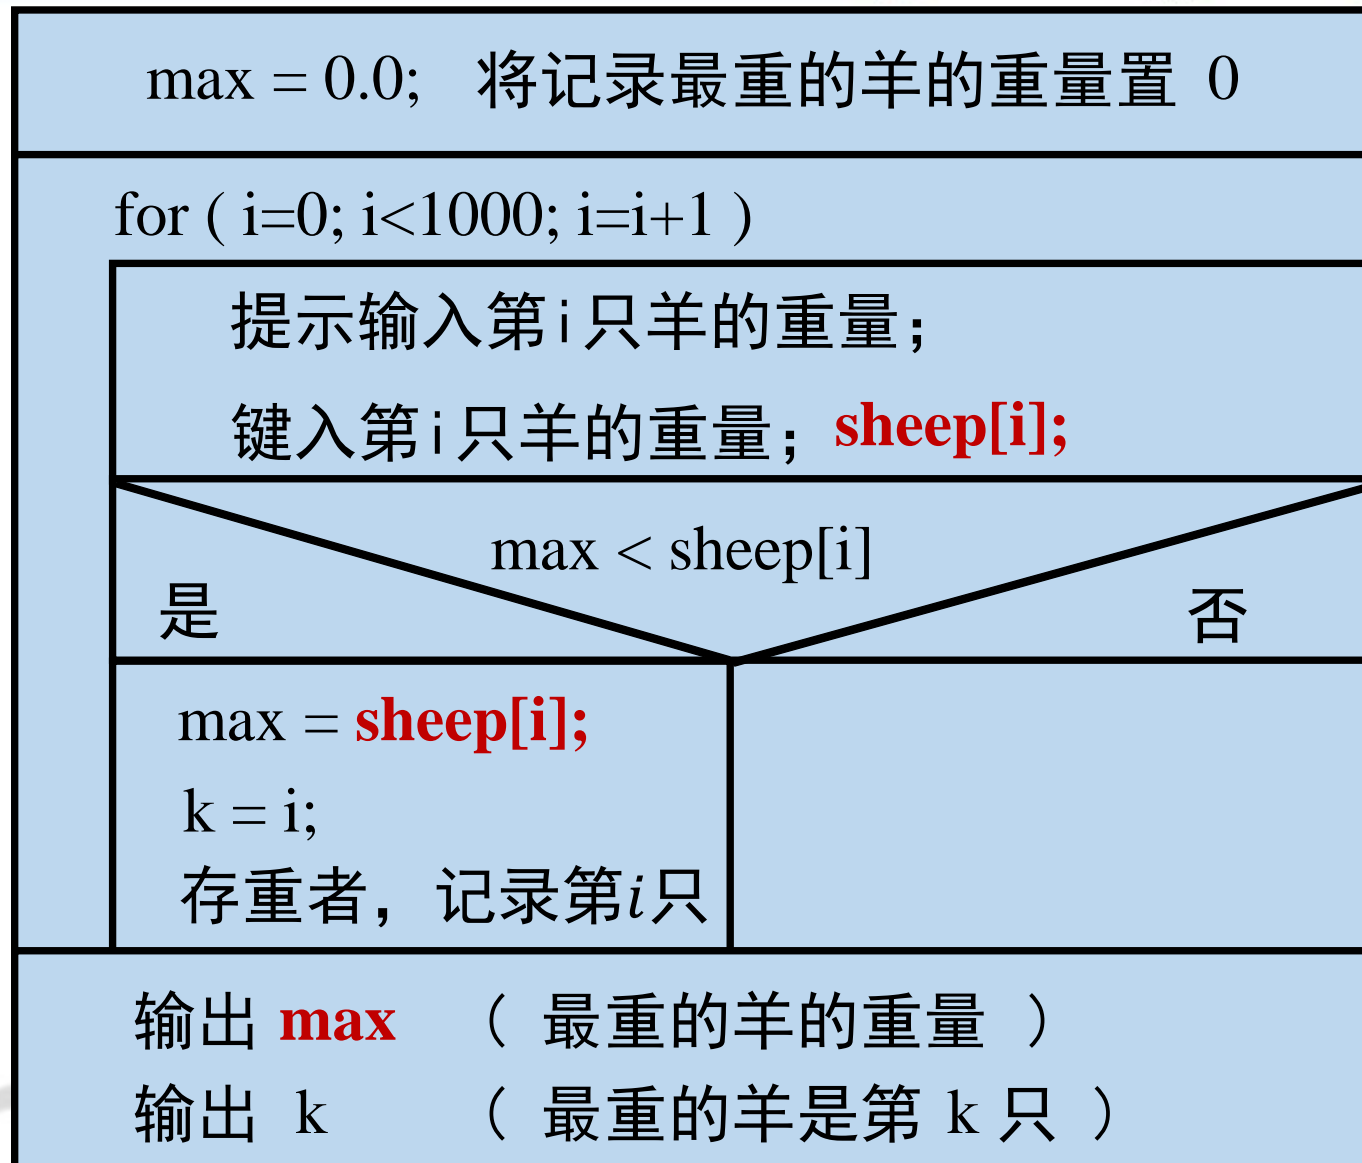 max = 0.0; 将记录最重的羊的重量置 0
for ( i=0; i<1000; i=i+1 )
提示输入第i只羊的重量；
键入第i只羊的重量；sheep[i];
max < sheep[i]
是
否
max = sheep[i];
k = i;
存重者，记录第i只
输出 max （ 最重的羊的重量 ）
输出 k （ 最重的羊是第 k 只 ）